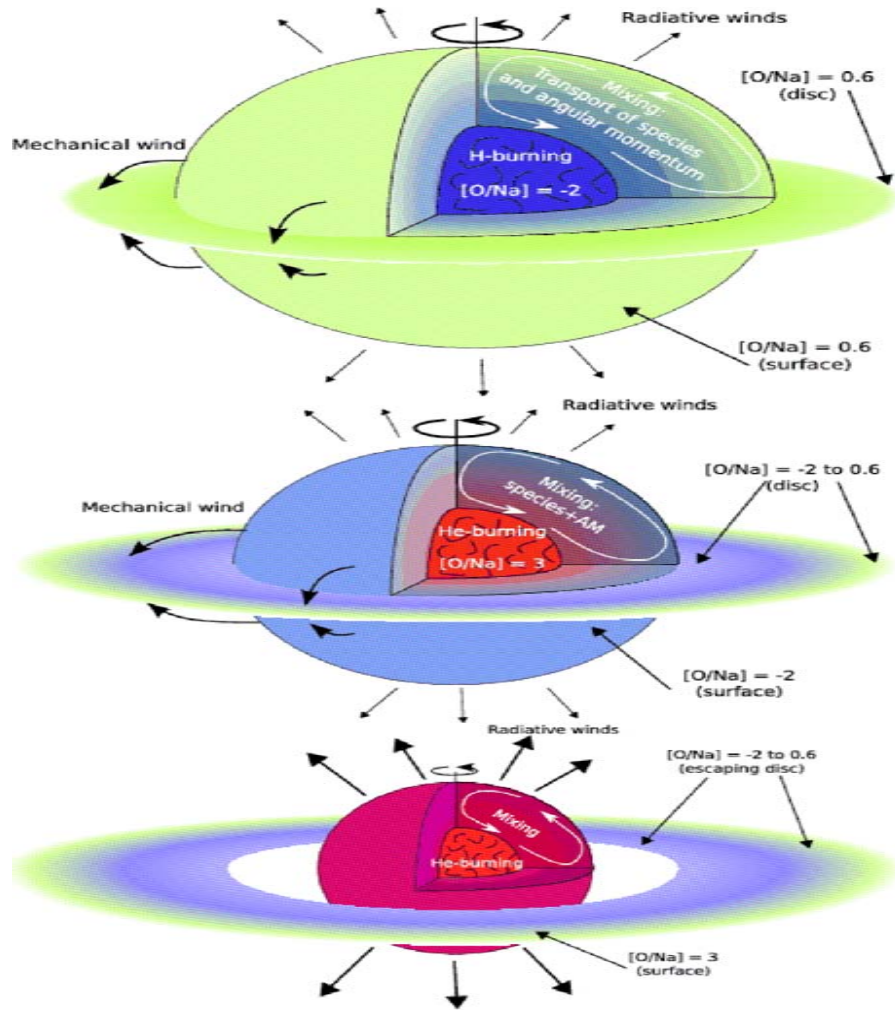 Radiative winds
[O/Na] = 0.6
(disc)
Mixing:
Transport of species
and angular momentum
Mechanical wind
H-burning
[O/Na] = -2
[O/Na] = 0.6
(surface)
Radiative winds
[O/Na] = -2 to 0.6
(disc)
Mixing:
species+AM
Mechanical wind
He-burning
[O/Na] = 3
[O/Na] = -2
(surface)
Radiative winds
[O/Na] = -2 to 0.6
(escaping disc)
Mixing
He-burning
[O/Na] = 3
(surface)